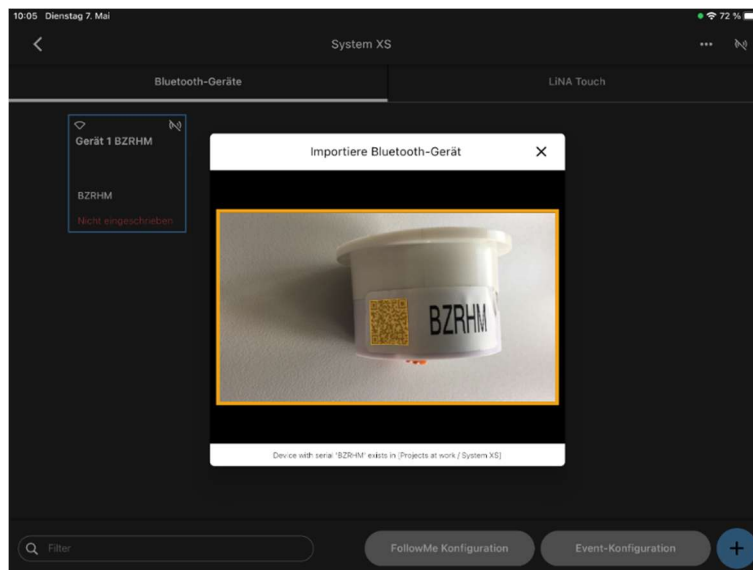 10:05 Dienstag 7. Mai
72 %
System XS
Bluetooth-Geräte
LiNA Touch
Gerät 1 BZRHM
BZRHM
Nicht eingeschrieben
Importiere Bluetooth-Gerät
BZRHM
Device with serial 'BZRHM' exists in [Projects at work / System XS]
Filter
FollowMe Konfiguration
Event-Konfiguration